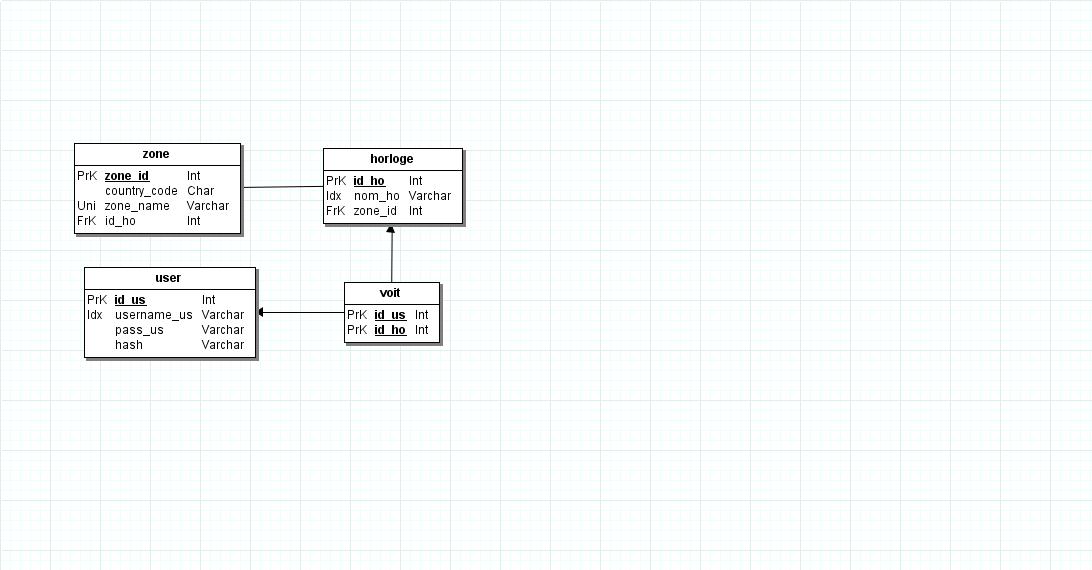 zone
PrK zone_id Int
country_code Char
Uni zone_name Varchar
FrK id_ho Int
horloge
PrK id_ho Int
Idx nom_ho Varchar
FrK zone_id Int
user
PrK id_us Int
Idx username_us Varchar
pass_us Varchar
hash Varchar
voit
PrK id_us Int
PrK id_ho Int